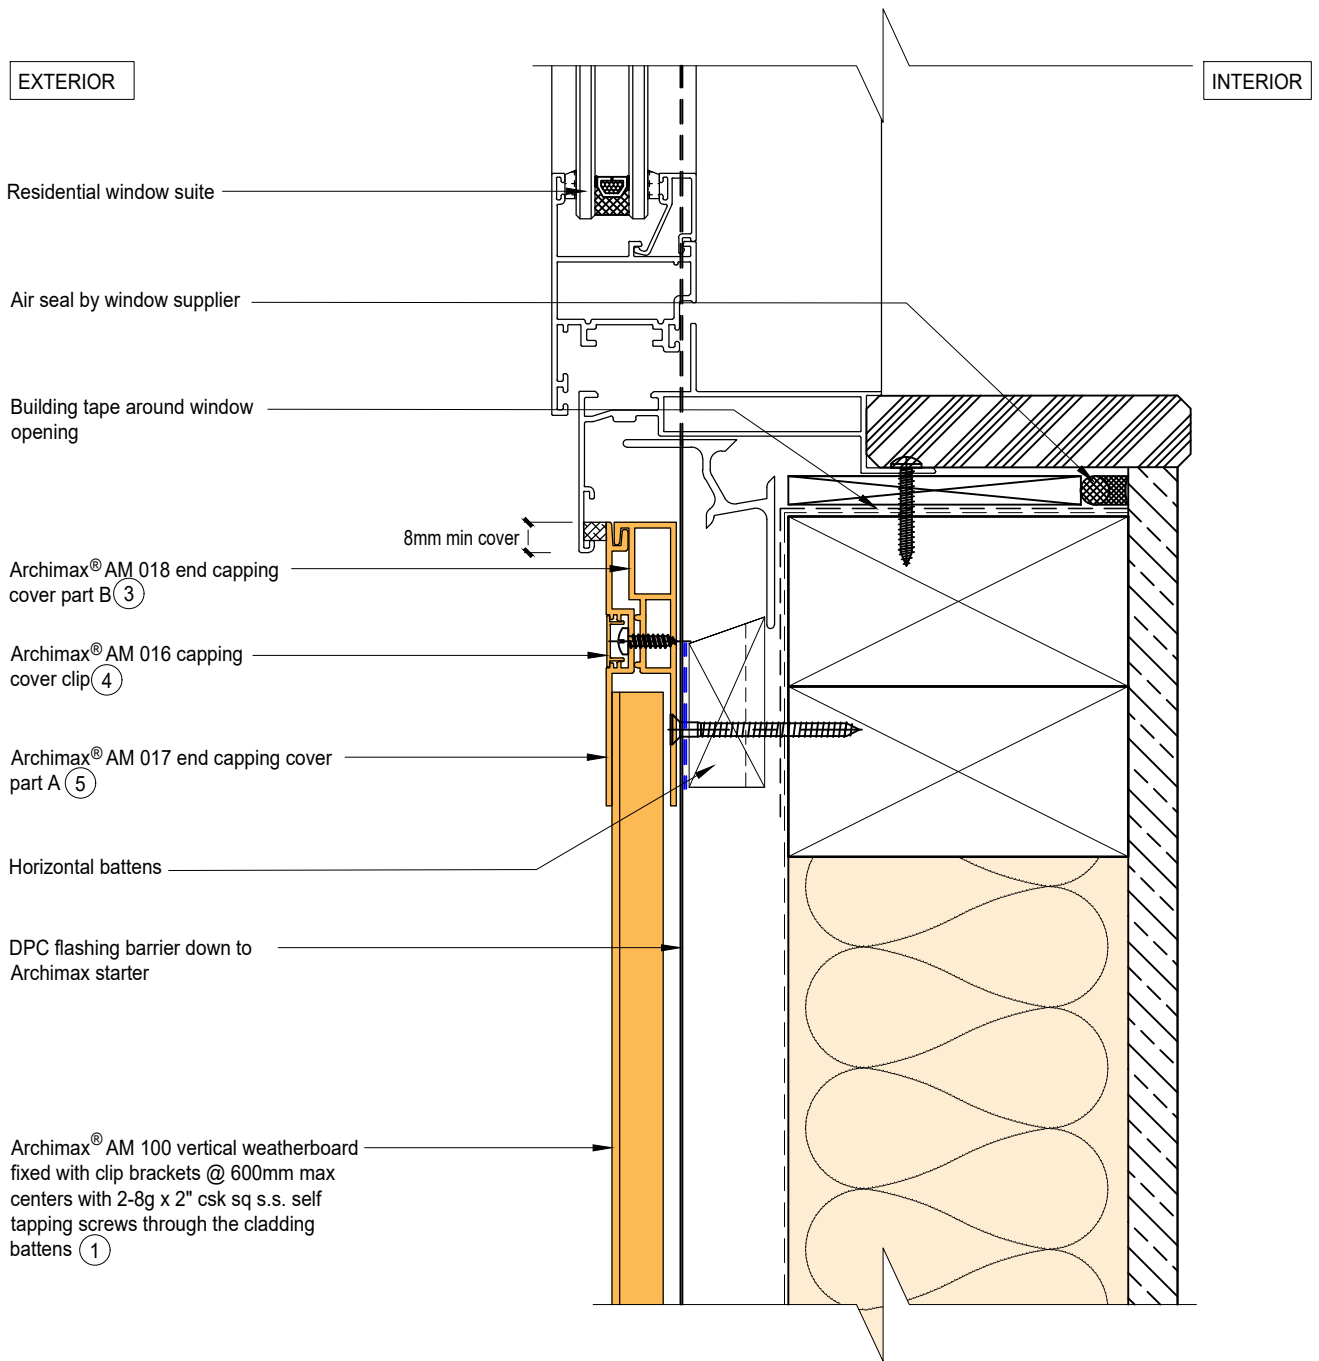 EXTERIOR
INTERIOR
Residential window suite
Air seal by window supplier
Building tape around window
opening
8mm min cover
Archimax® AM 018 end capping
cover part B 3
Archimax® AM 016 capping
cover clip 4
Archimax® AM 017 end capping cover
part A 5
Horizontal battens
DPC flashing barrier down to
Archimax starter
Archimax® AM 100 vertical weatherboard
fixed with clip brackets @ 600mm max
centers with 2-8g x 2" csk sq s.s. self
tapping screws through the cladding
battens 1